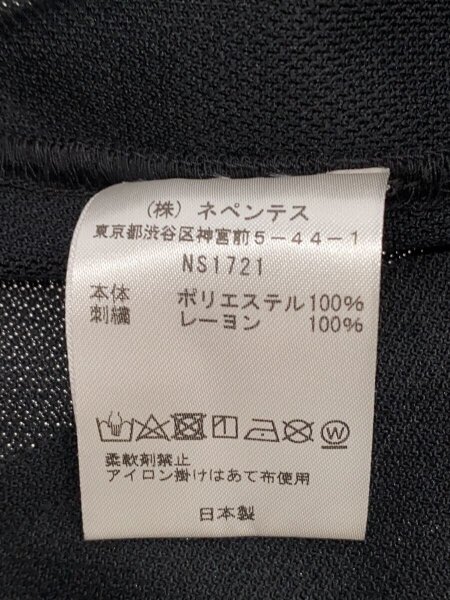 (株) ネペンテス
東京都渋谷区神宮前5-44-1
NS1721
本体 ポリエステル100%
刺繍 レーヨン 100%
柔軟剤禁止
アイロン掛けはあて布使用
日本製